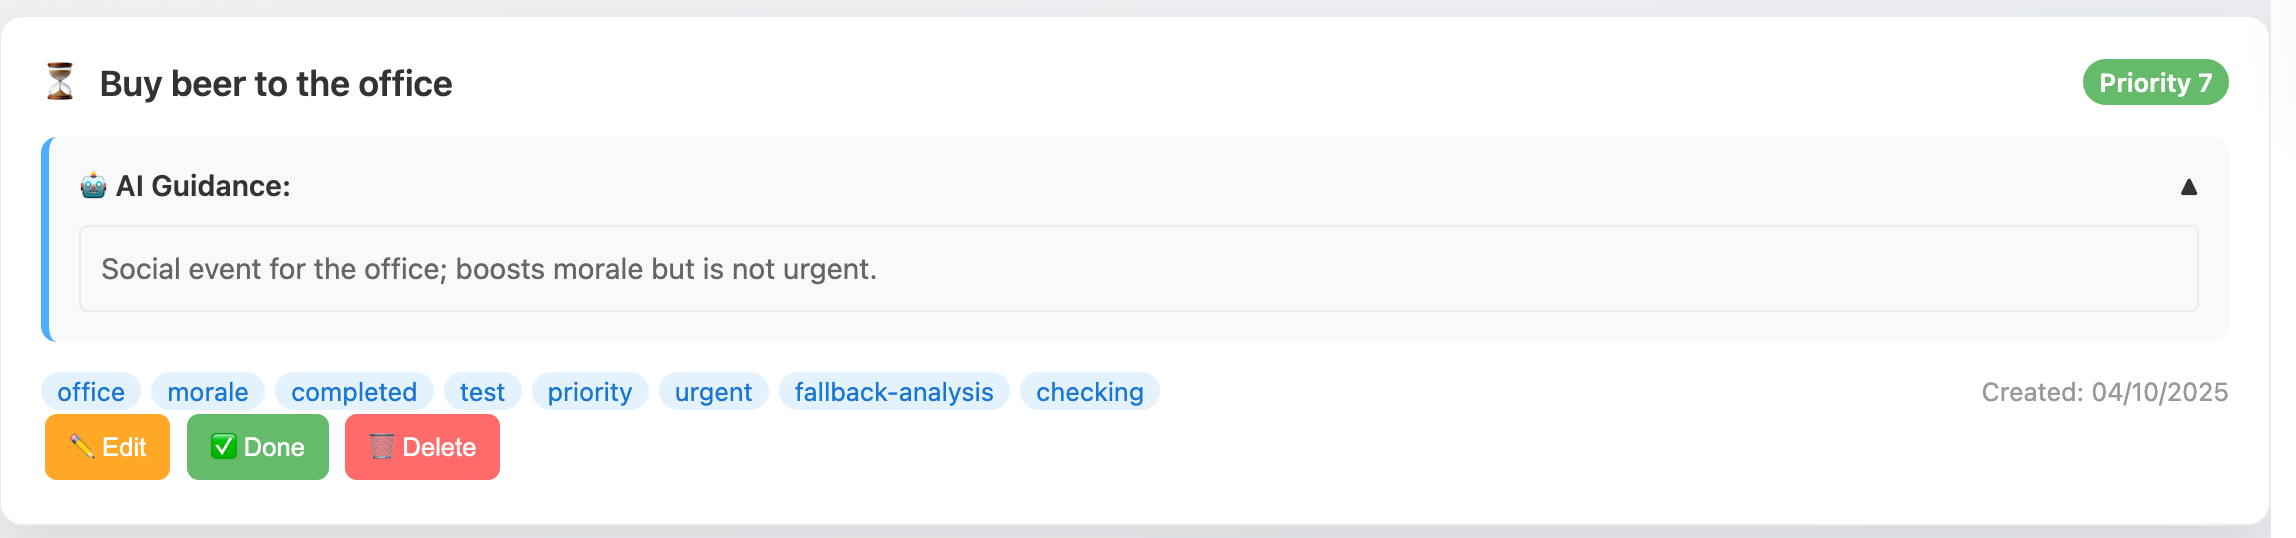 ⏳ Buy beer to the office
Priority 7
🤖 AI Guidance:
▲
Social event for the office; boosts morale but is not urgent.
office morale completed test priority urgent fallback-analysis checking
Created: 04/10/2025
✏️ Edit ✅ Done 🗑️ Delete